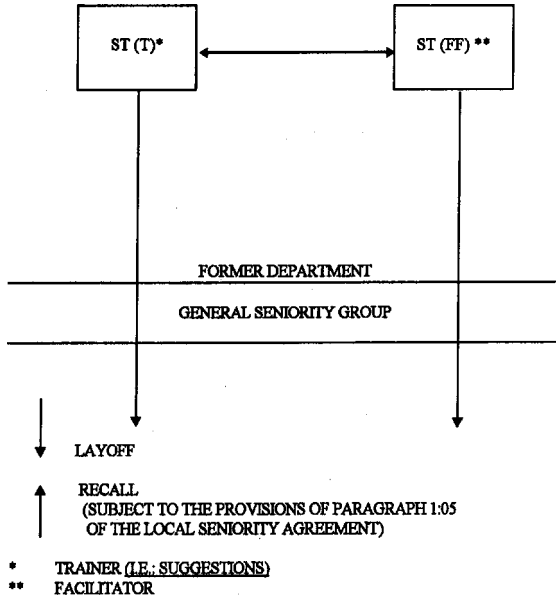 ST (T)*
ST (FF) **
FORMER DEPARTMENT
GENERAL SENIORITY GROUP
LAYOFF
RECALL
(SUBJECT TO THE PROVISIONS OF PARAGRAPH 1:05
OF THE LOCAL SENIORITY AGREEMENT)
* TRAINER (I.E.: SUGGESTIONS)
** FACILITATOR